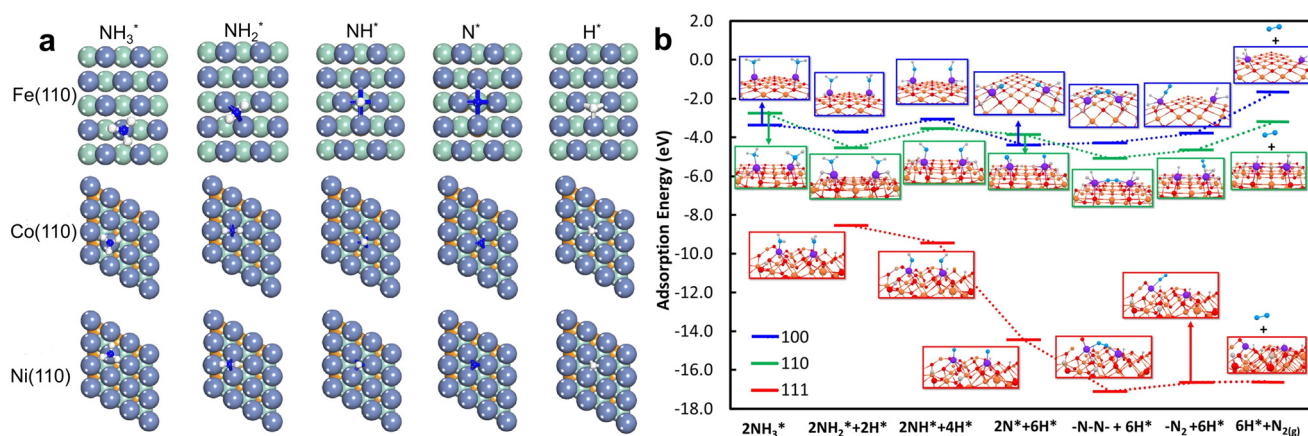 a
NH₃* NH₂* NH* N* H*
Fe(110)
Co(110)
Ni(110)
b
Adsorption Energy (eV)
2.0
0.0
-2.0
-4.0
-6.0
-8.0
-10.0
-12.0
-14.0
-16.0
-18.0
+
+
+
100
110
111
2NH₃* 2NH₂*+2H* 2NH*+4H* 2N*+6H* -N-N- + 6H* -N₂ +6H* 6H*+N₂₍g₎